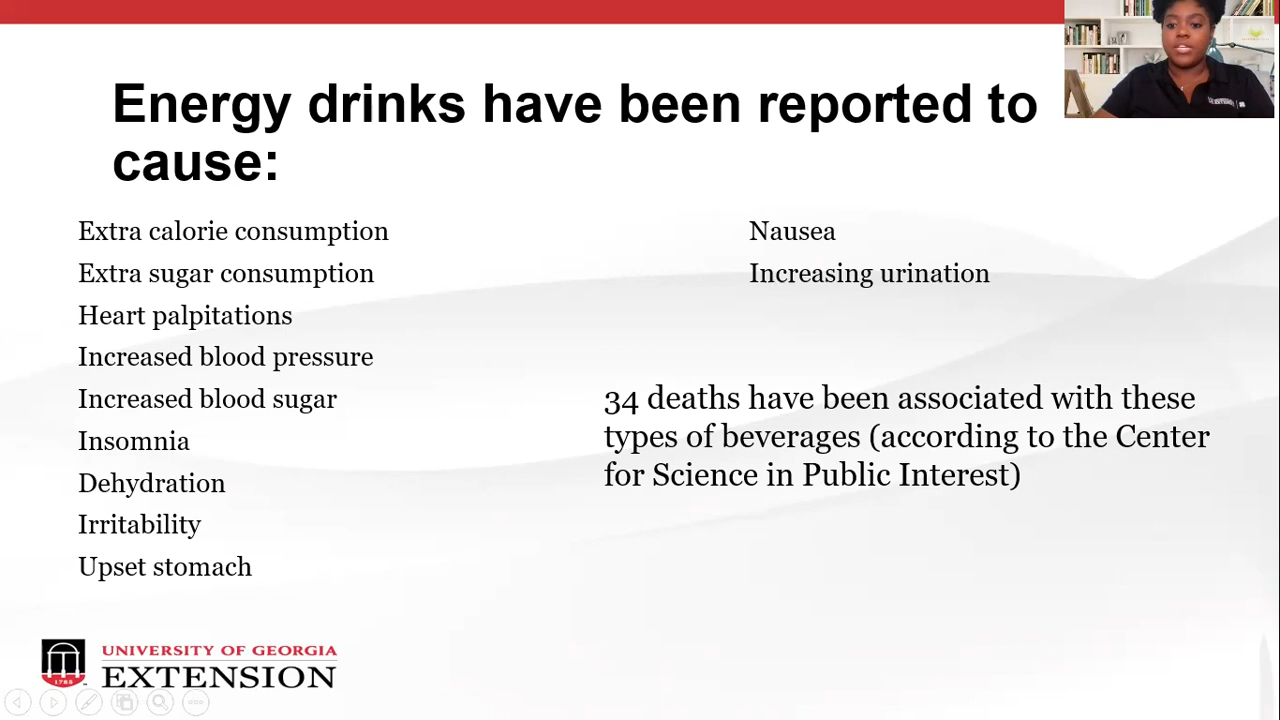 Energy drinks have been reported to
cause:
Extra calorie consumption
Extra sugar consumption
Heart palpitations
Increased blood pressure
Increased blood sugar
Insomnia
Dehydration
Irritability
Upset stomach
Nausea
Increasing urination
34 deaths have been associated with these
types of beverages (according to the Center
for Science in Public Interest)
1785
UNIVERSITY OF GEORGIA
EXTENSION
EXTENSION